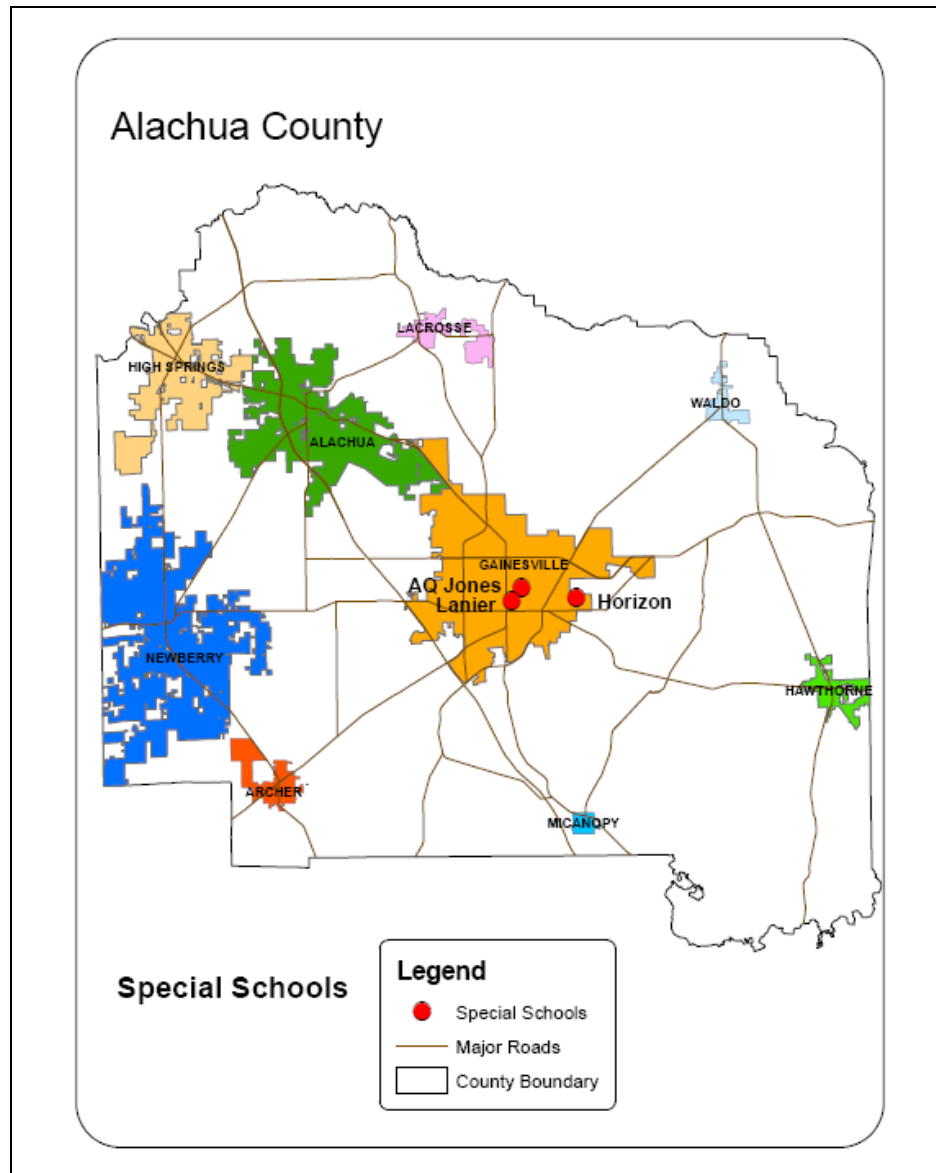 Alachua County
LACROSSE
HIGH SPRINGS
WALDO
ALACHUA
GAINESVILLE
AQ Jones
Lanier
Horizon
NEWBERRY
HAWTHORNE
ARCHER
MICANOPY
Special Schools
Legend
Special Schools
Major Roads
County Boundary